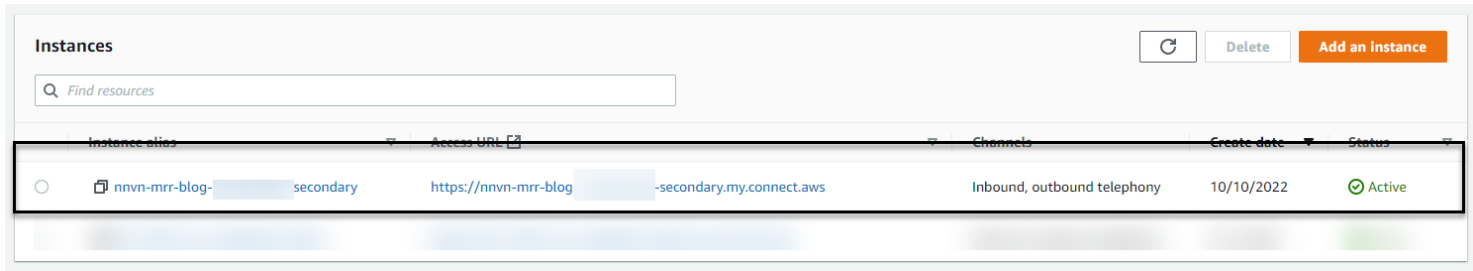 Instances
Delete
Add an instance
Find resources
Instance alias Access URL Channels Create date Status
nnvn-mrr-blog- secondary https://nnvn-mrr-blog -secondary.my.connect.aws Inbound, outbound telephony 10/10/2022 Active